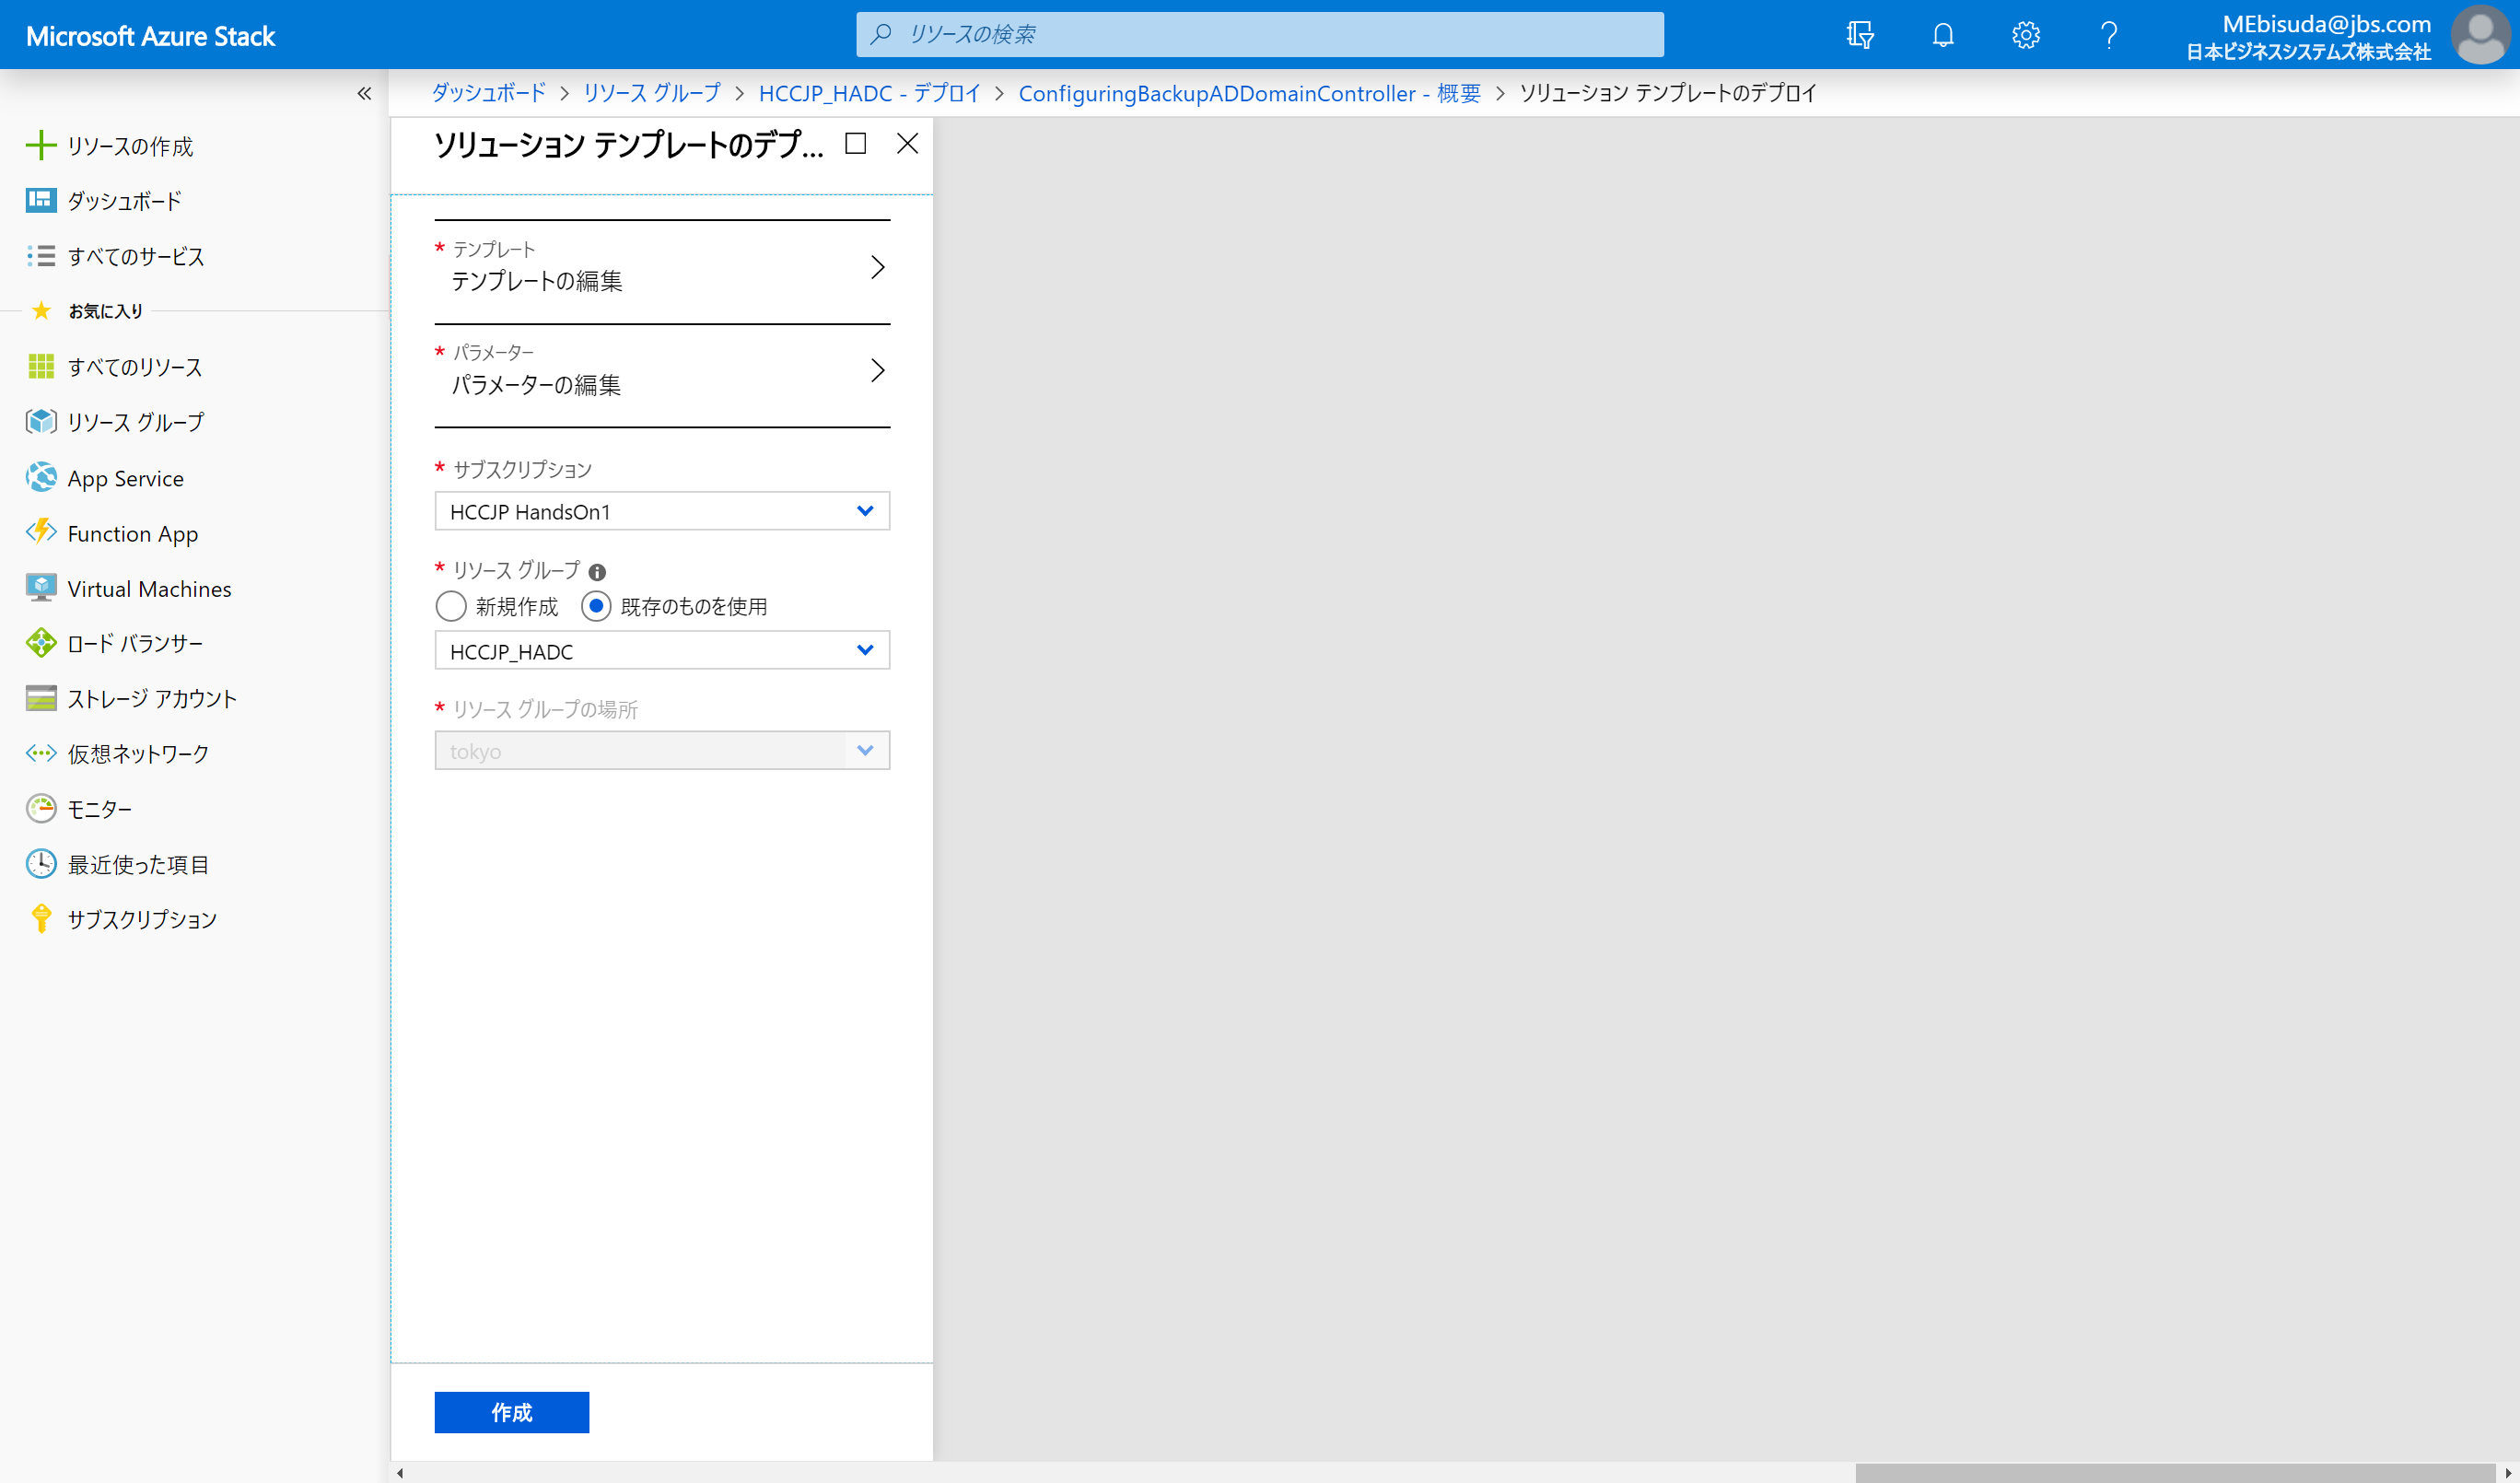 Microsoft Azure Stack
リソースの検索
MEbisuda@jbs.com
日本ビジネスシステムズ株式会社
«
ダッシュボード > リソース グループ > HCCJP_HADC - デプロイ > ConfiguringBackupADDomainController - 概要 > ソリューション テンプレートのデプロイ
リソースの作成
ダッシュボード
すべてのサービス
お気に入り
すべてのリソース
リソース グループ
App Service
Function App
Virtual Machines
ロード バランサー
ストレージ アカウント
仮想ネットワーク
モニター
最近使った項目
サブスクリプション
ソリューション テンプレートのデプ...
* テンプレート
テンプレートの編集
* パラメーター
パラメーターの編集
* サブスクリプション
HCCJP HandsOn1
* リソース グループ
新規作成 既存のものを使用
HCCJP_HADC
* リソース グループの場所
tokyo
作成